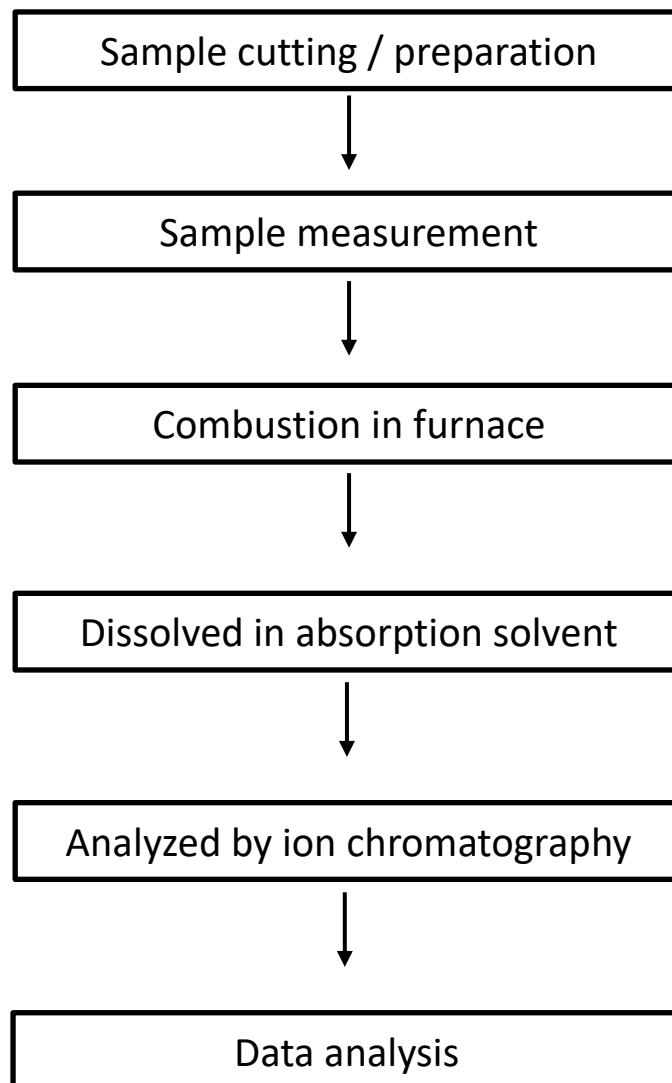 Sample cutting / preparation
Sample measurement
Combustion in furnace
Dissolved in absorption solvent
Analyzed by ion chromatography
Data analysis